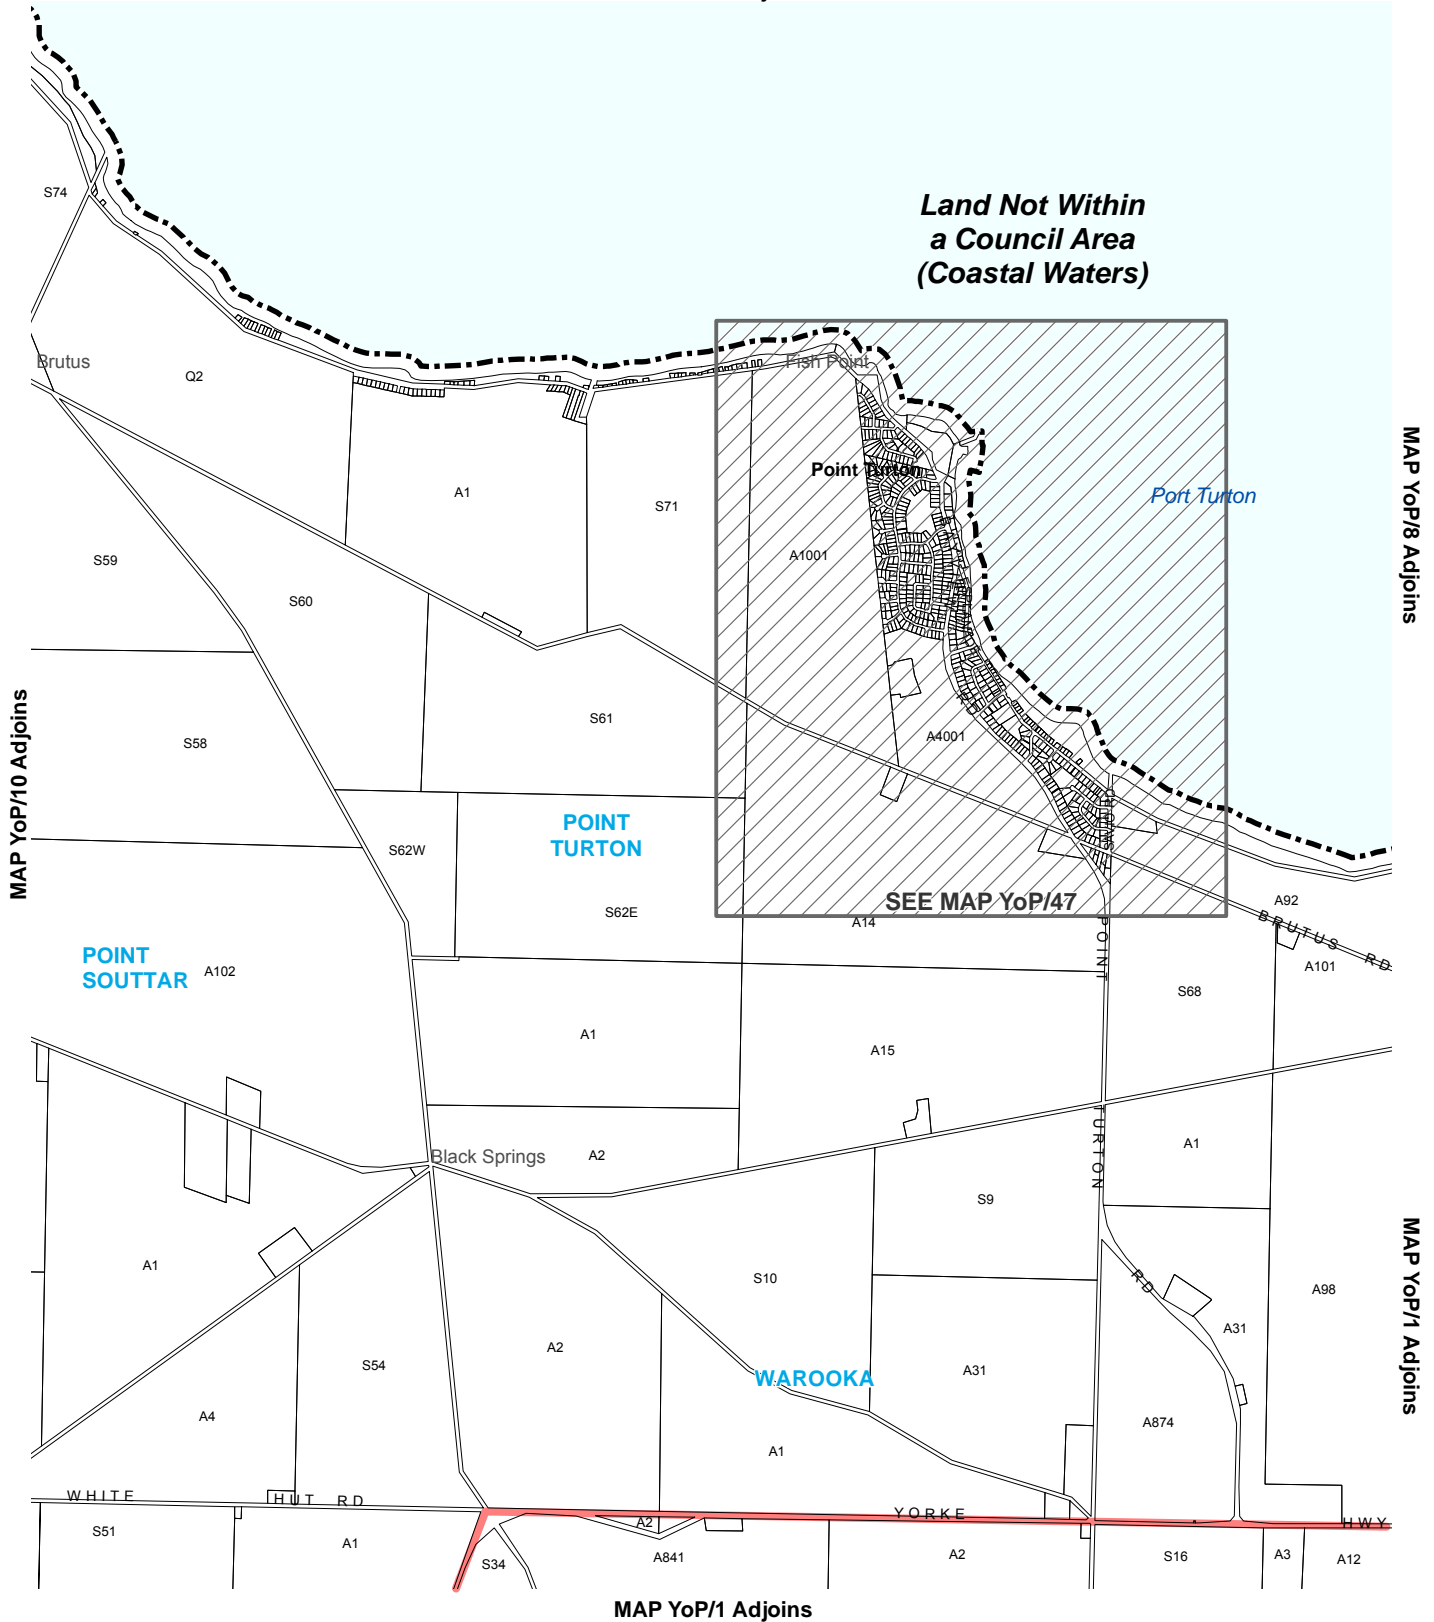 Land Not Within
a Council Area
(Coastal Waters)
S74
Brutus
Q2
Fish Point
Point Turton
Port Turton
MAP YoP/8 Adjoins
A1
S71
A1001
S59
S60
MAP YoP/10 Adjoins
S58
S61
A4001
POINT
TURTON
S62W
S62E
SEE MAP YoP/47
A14
A92
BRUTUS RD
A101
POINT
SOUTTAR
A102
S68
A1
A15
POINT TURTON RD
Black Springs
A2
A1
S9
A1
S10
A98
MAP YoP/1 Adjoins
A31
A2
S54
A31
WAROOKA
A4
A874
A1
WHITE HUT RD
YORKE HWY
S51
A1
A2
S34
A841
A2
S16
A3
A12
MAP YoP/1 Adjoins